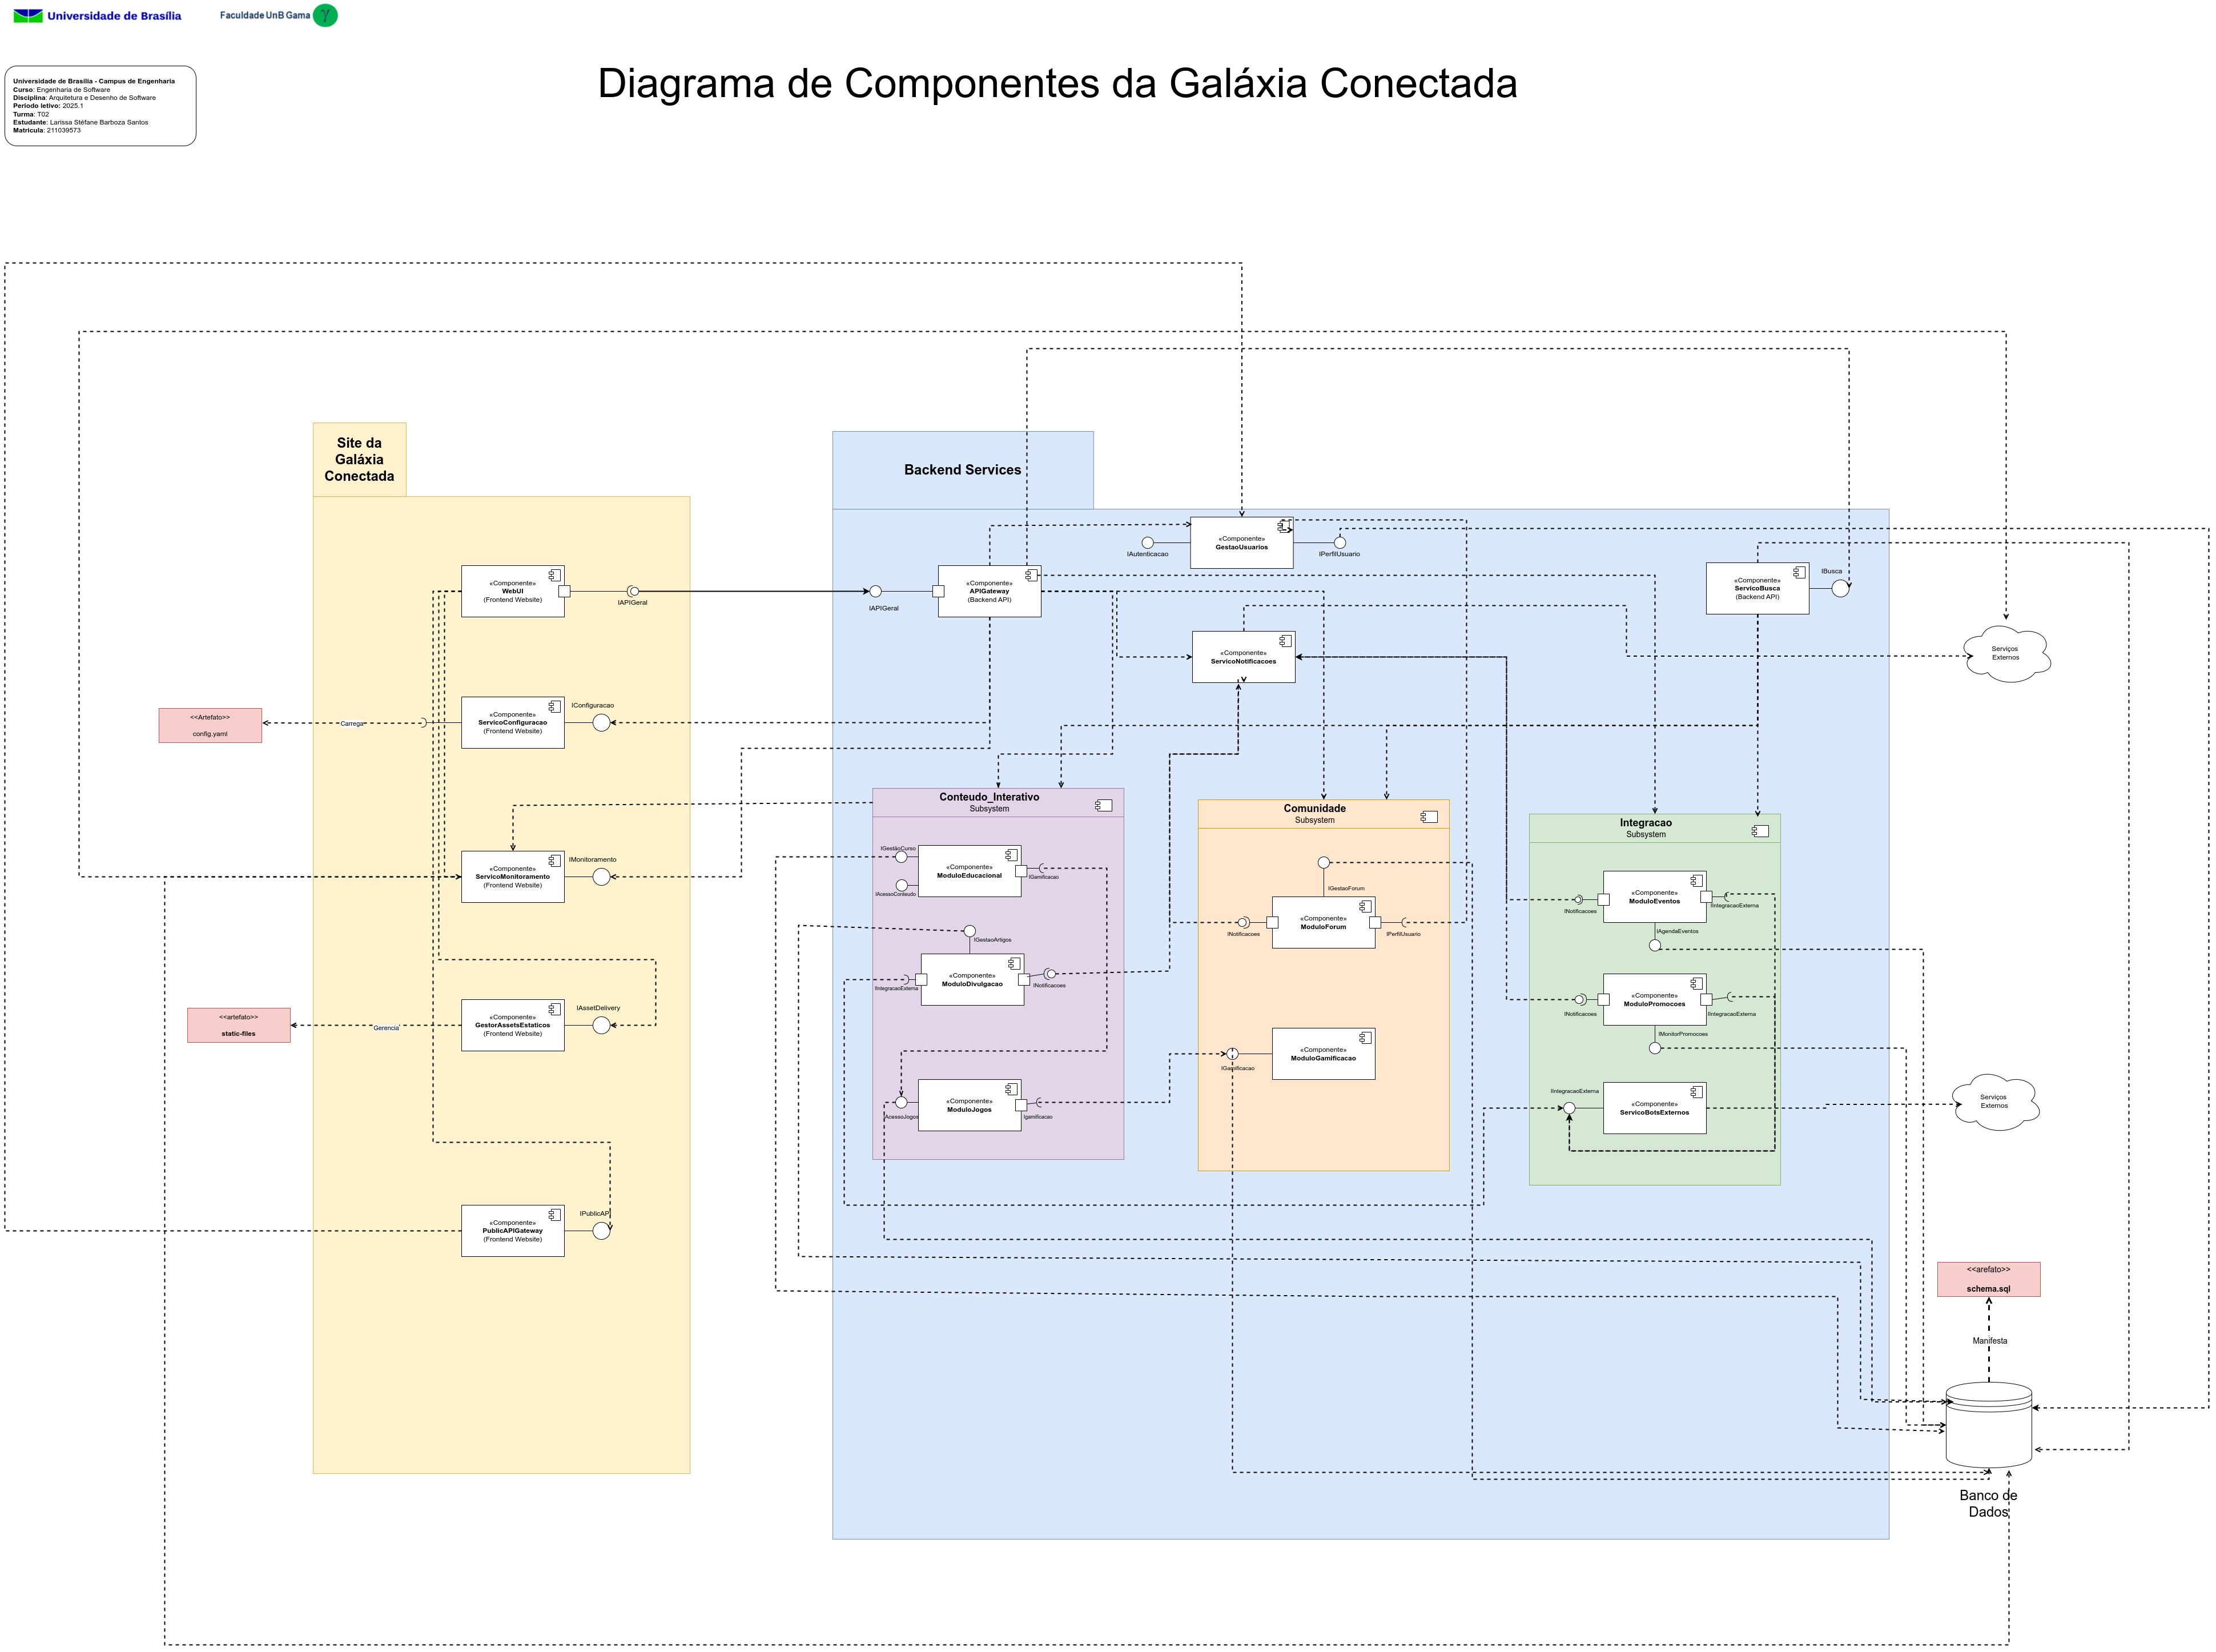 Universidade de Brasília
Faculdade UnB Gama
Universidade de Brasília - Campus de Engenharia
Curso: Engenharia de Software
Disciplina: Arquitetura e Desenho de Software
Período letivo: 2025.1
Turma: T02
Estudante: Larissa Stéfane Barboza Santos
Matrícula: 211039573
Diagrama de Componentes da Galáxia Conectada
Site da
Galáxia
Conectada
Backend Services
«Componente»
GestaoUsuarios
IAutenticacao
IPerfilUsuario
«Componente»
WebUI
(Frontend Website)
IAPIGeral
IAPIGeral
«Componente»
APIGateway
(Backend API)
«Componente»
ServicoBusca
(Backend API)
IBusca
«Componente»
ServicoNotificacoes
Serviços
Externos
<<Artefato>>
config.yaml
Carrega
«Componente»
ServicoConfiguracao
(Frontend Website)
IConfiguracao
Conteudo_Interativo
Subsystem
Comunidade
Subsystem
Integracao
Subsystem
«Componente»
ServicoMonitoramento
(Frontend Website)
IMonitoramento
IGestãoCurso
IAcessoConteudo
«Componente»
ModuloEducacional
IGamificacao
IGestaoForum
«Componente»
ModuloForum
INotificacoes
IPerfilUsuario
«Componente»
ModuloEventos
INotificacoes
IIntegracaoExterna
IAgendaEventos
IGestaoArtigos
«Componente»
ModuloDivulgacao
IIntegracaoExterna
INotificacoes
«Componente»
ModuloPromocoes
INotificacoes
IIntegracaoExterna
IMonitorPromocoes
<<artefato>>
static-files
Gerencia
«Componente»
GestorAssetsEstaticos
(Frontend Website)
IAssetDelivery
«Componente»
ModuloGamificacao
IGamificacao
«Componente»
ModuloJogos
IAcessoJogos
Igamificacao
IIntegracaoExterna
«Componente»
ServicoBotsExternos
Serviços
Externos
«Componente»
PublicAPIGateway
(Frontend Website)
IPublicAPI
<<arefato>>
schema.sql
Manifesta
Banco de
Dados